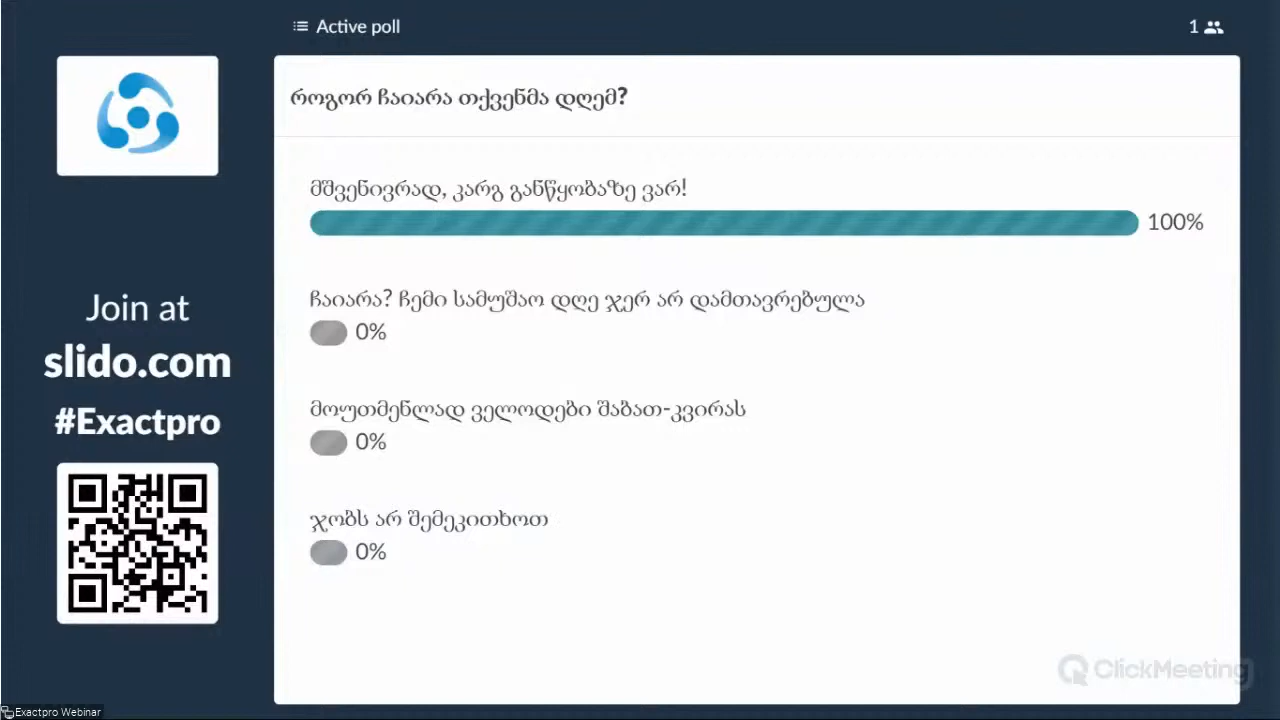 Active poll
1
როგორ ჩაიარა თქვენმა დღემ?
მშვენივრად, კარგ განწყობაზე ვარ!
100%
ჩაიარა? ჩემი სამუშაო დღე ჯერ არ დამთავრებულა
0%
მოუთმენლად ველოდები შაბათ-კვირას
0%
ჯობს არ შემეკითხოთ
0%
Join at
slido.com
#Exactpro
ClickMeeting
Exactpro Webinar